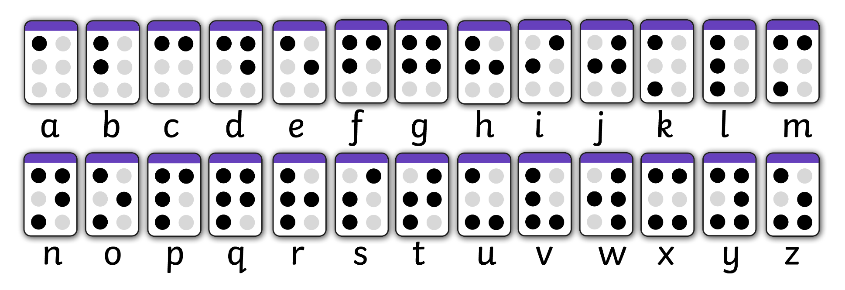 a b c d e f g h i j k l m
n o p q r s t u v w x y z